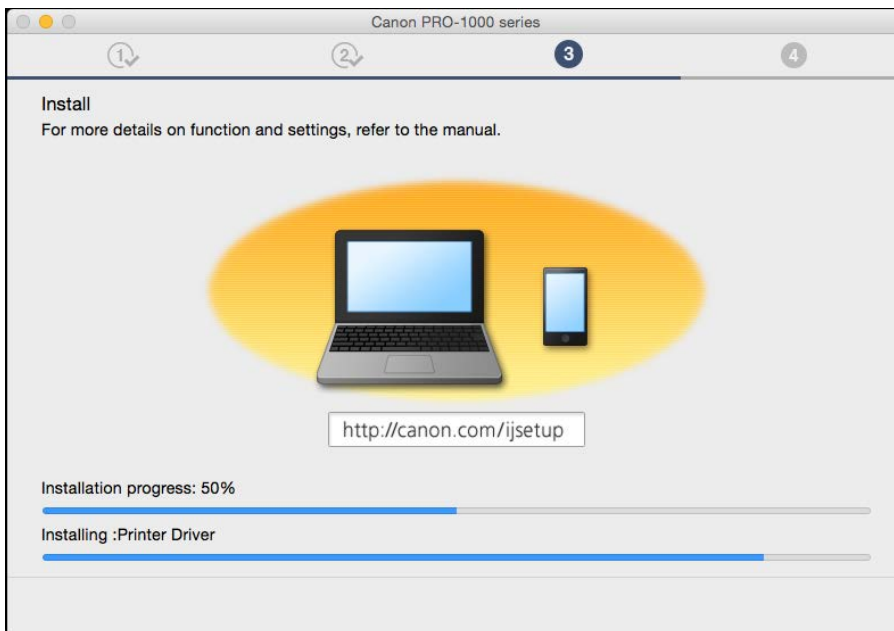 Canon PRO-1000 series
1 2 3 4
Install
For more details on function and settings, refer to the manual.
http://canon.com/ijsetup
Installation progress: 50%
Installing :Printer Driver